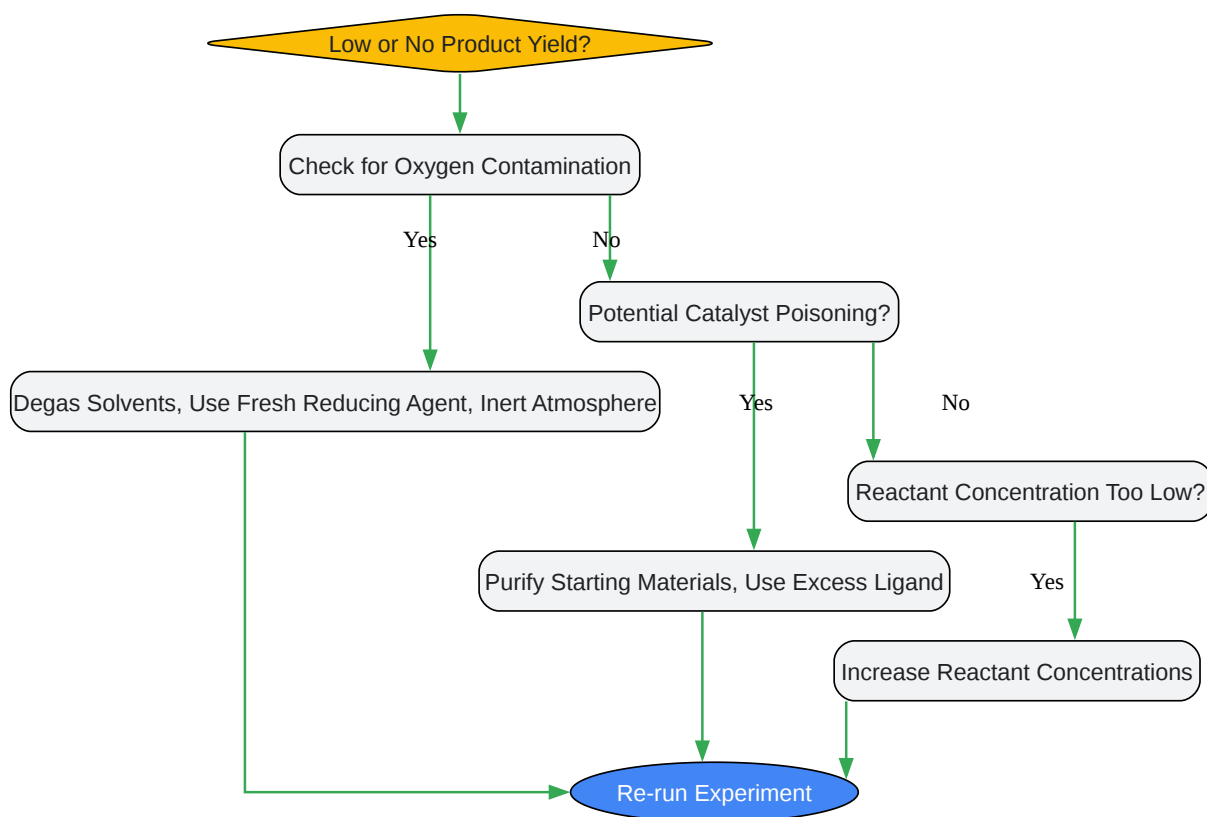 Low or No Product Yield?
Check for Oxygen Contamination
Yes
No
Potential Catalyst Poisoning?
Degas Solvents, Use Fresh Reducing Agent, Inert Atmosphere
Yes
No
Reactant Concentration Too Low?
Purify Starting Materials, Use Excess Ligand
Yes
Increase Reactant Concentrations
Re-run Experiment